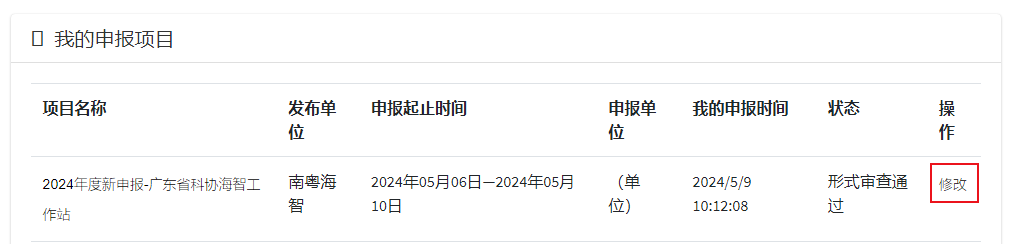 我的申报项目
项目名称 发布单位 申报起止时间 申报单位 我的申报时间 状态 操作
2024年度新申报-广东省科协海智工作站 南粤海智 2024年05月06日—2024年05月10日 （单位） 2024/5/9 10:12:08 形式审查通过 修改